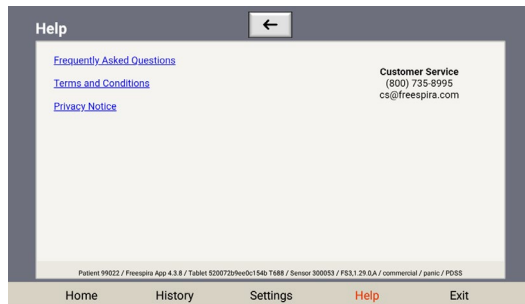 Help
←
Frequently Asked Questions
Terms and Conditions
Privacy Notice
Customer Service
(800) 735-8995
cs@freespira.com
Patient 99022 / Freespira App 4.3.8 / Tablet 520072b9ee0c154b T688 / Sensor 300053 / FS3,1.29.0,A / commercial / panic / PDSS
Home History Settings Help Exit